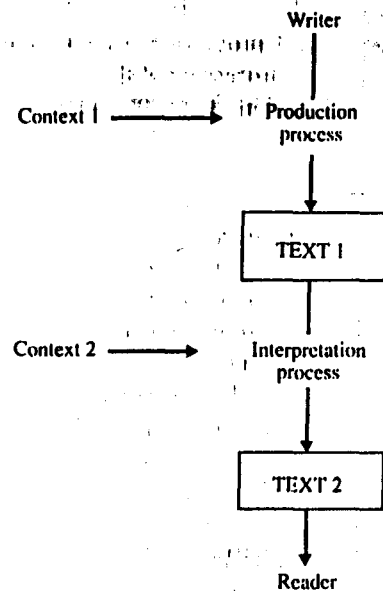 Writer
Context 1
Production
process
TEXT 1
Context 2
Interpretation
process
TEXT 2
Reader